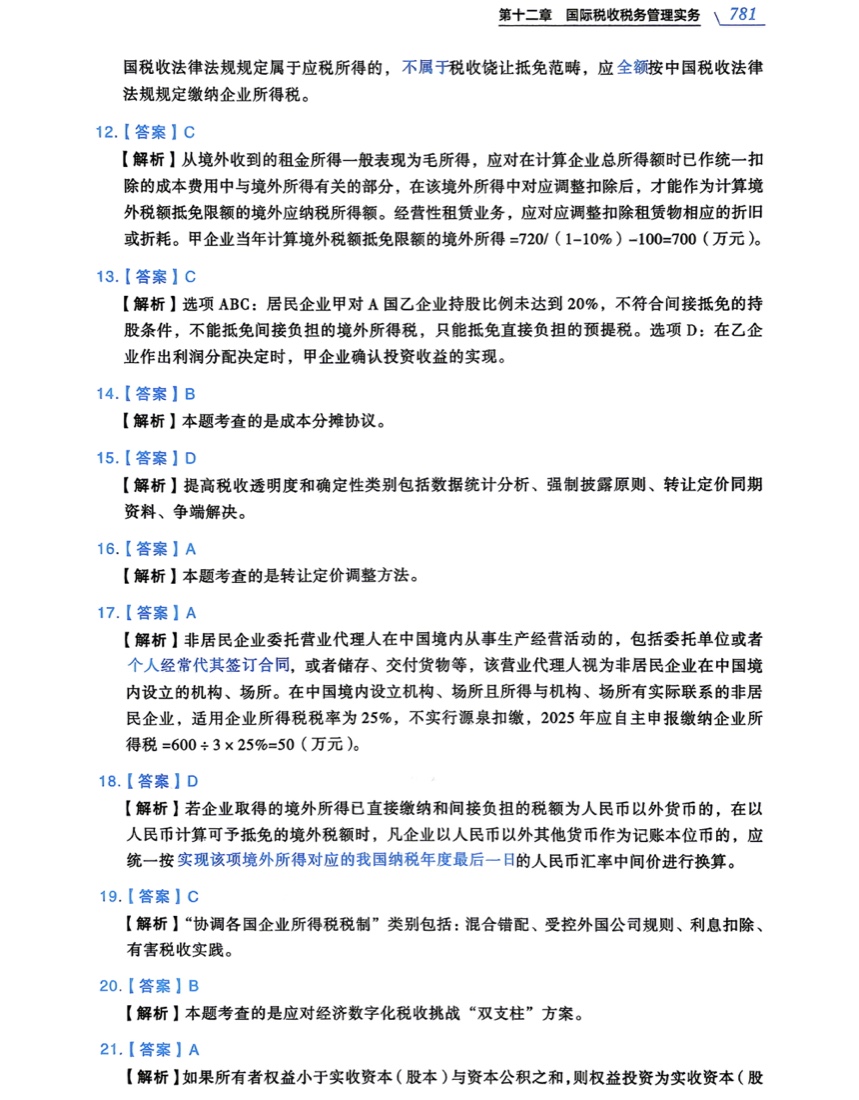 第十二章 国际税收税务管理实务 781
国税收法律法规规定属于应税所得的，不属于税收饶让抵免范畴，应全额按中国税收法律
法规规定缴纳企业所得税。
12.【答案】C
【解析】从境外收到的租金所得一般表现为毛所得，应对在计算企业总所得额时已作统一扣
除的成本费用中与境外所得有关的部分，在该境外所得中对应调整扣除后，才能作为计算境
外税额抵免限额的境外应纳税所得额。经营性租赁业务，应对应调整扣除租赁物相应的折旧
或折耗。甲企业当年计算境外税额抵免限额的境外所得=720/（1-10%）-100=700（万元）。
13.【答案】C
【解析】选项ABC：居民企业甲对A国乙企业持股比例未达到20%，不符合间接抵免的持
股条件，不能抵免间接负担的境外所得税，只能抵免直接负担的预提税。选项D：在乙企
业作出利润分配决定时，甲企业确认投资收益的实现。
14.【答案】B
【解析】本题考查的是成本分摊协议。
15.【答案】D
【解析】提高税收透明度和确定性类别包括数据统计分析、强制披露原则、转让定价同期
资料、争端解决。
16.【答案】A
【解析】本题考查的是转让定价调整方法。
17.【答案】A
【解析】非居民企业委托营业代理人在中国境内从事生产经营活动的，包括委托单位或者
个人经常代其签订合同，或者储存、交付货物等，该营业代理人视为非居民企业在中国境
内设立的机构、场所。在中国境内设立机构、场所且所得与机构、场所有实际联系的非居
民企业，适用企业所得税税率为25%，不实行源泉扣缴，2025年应自主申报缴纳企业所
得税=600÷3×25%=50（万元）。
18.【答案】D
【解析】若企业取得的境外所得已直接缴纳和间接负担的税额为人民币以外货币的，在以
人民币计算可予抵免的境外税额时，凡企业以人民币以外其他货币作为记账本位币的，应
统一按实现该项境外所得对应的我国纳税年度最后一日的人民币汇率中间价进行换算。
19.【答案】C
【解析】“协调各国企业所得税税制”类别包括：混合错配、受控外国公司规则、利息扣除、
有害税收实践。
20.【答案】B
【解析】本题考查的是应对经济数字化税收挑战“双支柱”方案。
21.【答案】A
【解析】如果所有者权益小于实收资本（股本）与资本公积之和，则权益投资为实收资本（股